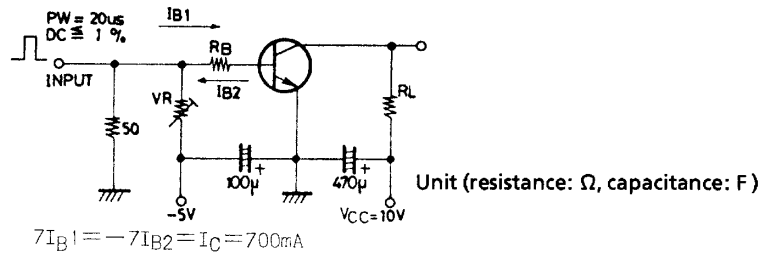 PW = 20us
DC ≦ 1 %
IB1
INPUT
RB
IB2
VR
50
RL
100μ
+
470μ
+
-5V
VCC=10V
Unit (resistance: Ω, capacitance: F)
7IB1=-7IB2=IC=700mA